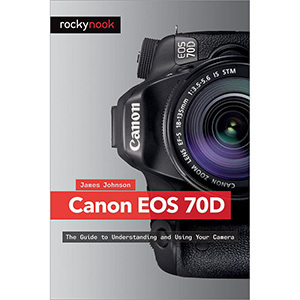 rockynook
EOS
70D
Canon
CANON ZOOM LENS EF-S 18-135mm 1:3.5-5.6 IS STM
James Johnson
Canon EOS 70D
The Guide to Understanding and Using Your Camera